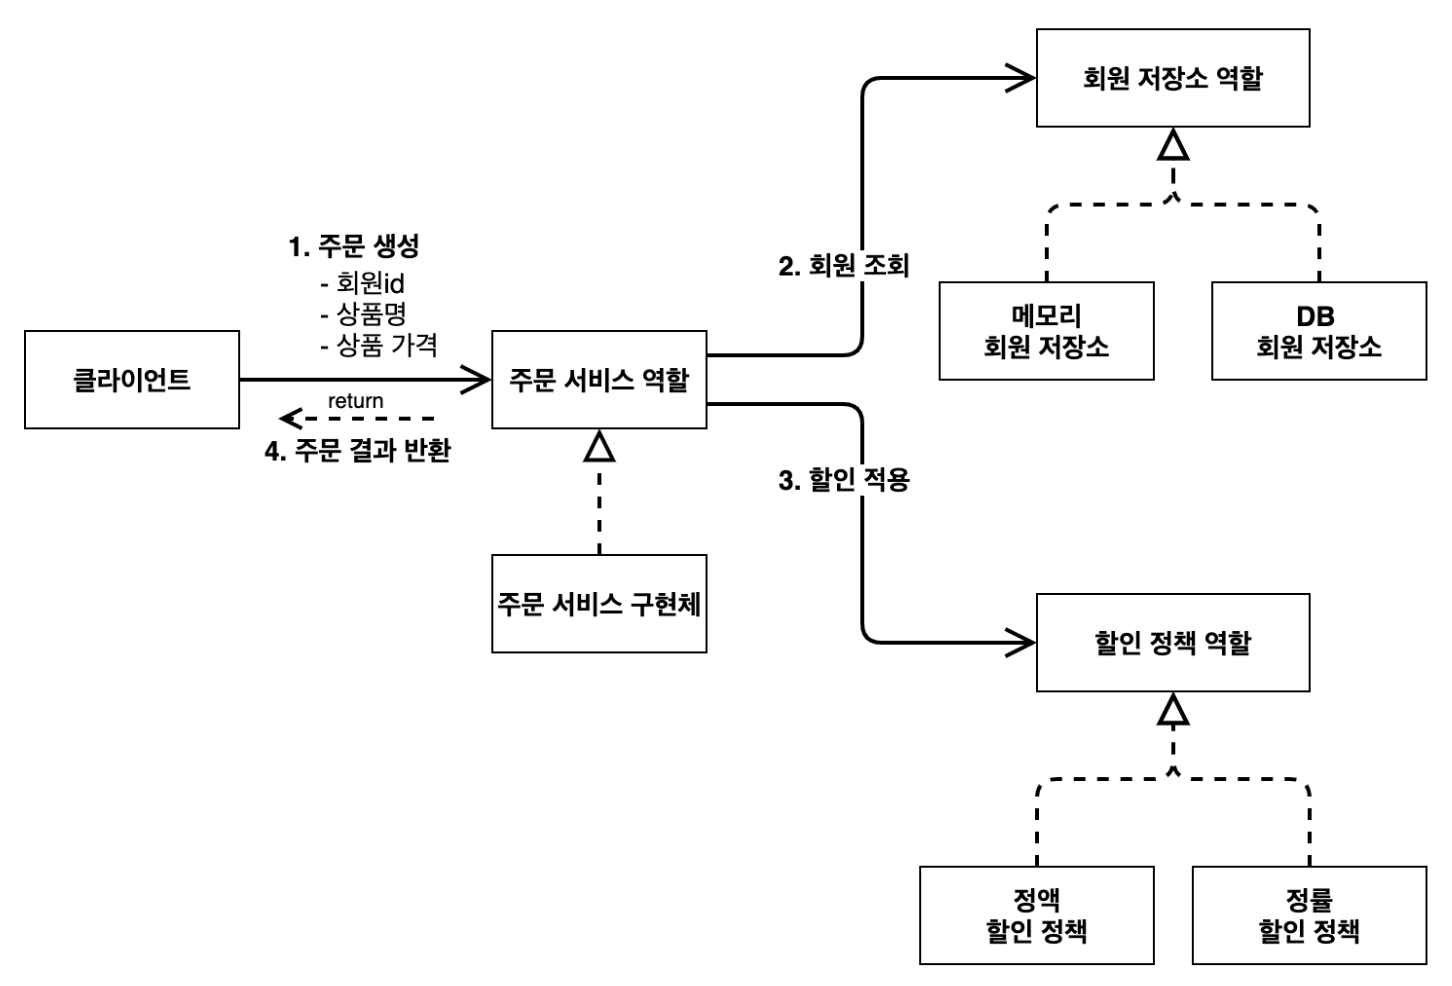 회원 저장소 역할
1. 주문 생성
- 회원id
- 상품명
- 상품 가격
2. 회원 조회
메모리
회원 저장소
DB
회원 저장소
클라이언트
주문 서비스 역할
return
4. 주문 결과 반환
3. 할인 적용
주문 서비스 구현체
할인 정책 역할
정액
할인 정책
정률
할인 정책